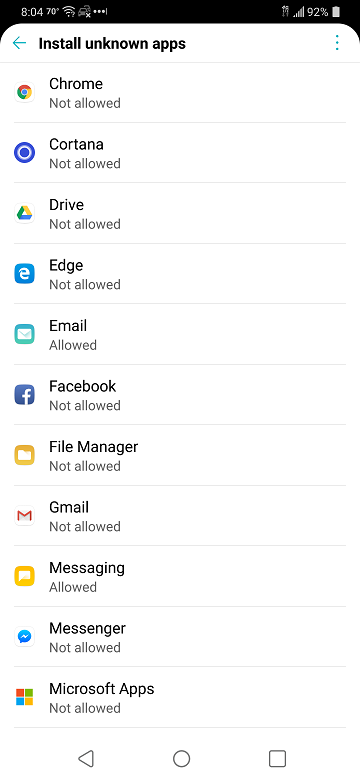 8:04 70° 92%
Install unknown apps
Chrome
Not allowed
Cortana
Not allowed
Drive
Not allowed
Edge
Not allowed
Email
Allowed
Facebook
Not allowed
File Manager
Not allowed
Gmail
Not allowed
Messaging
Allowed
Messenger
Not allowed
Microsoft Apps
Not allowed